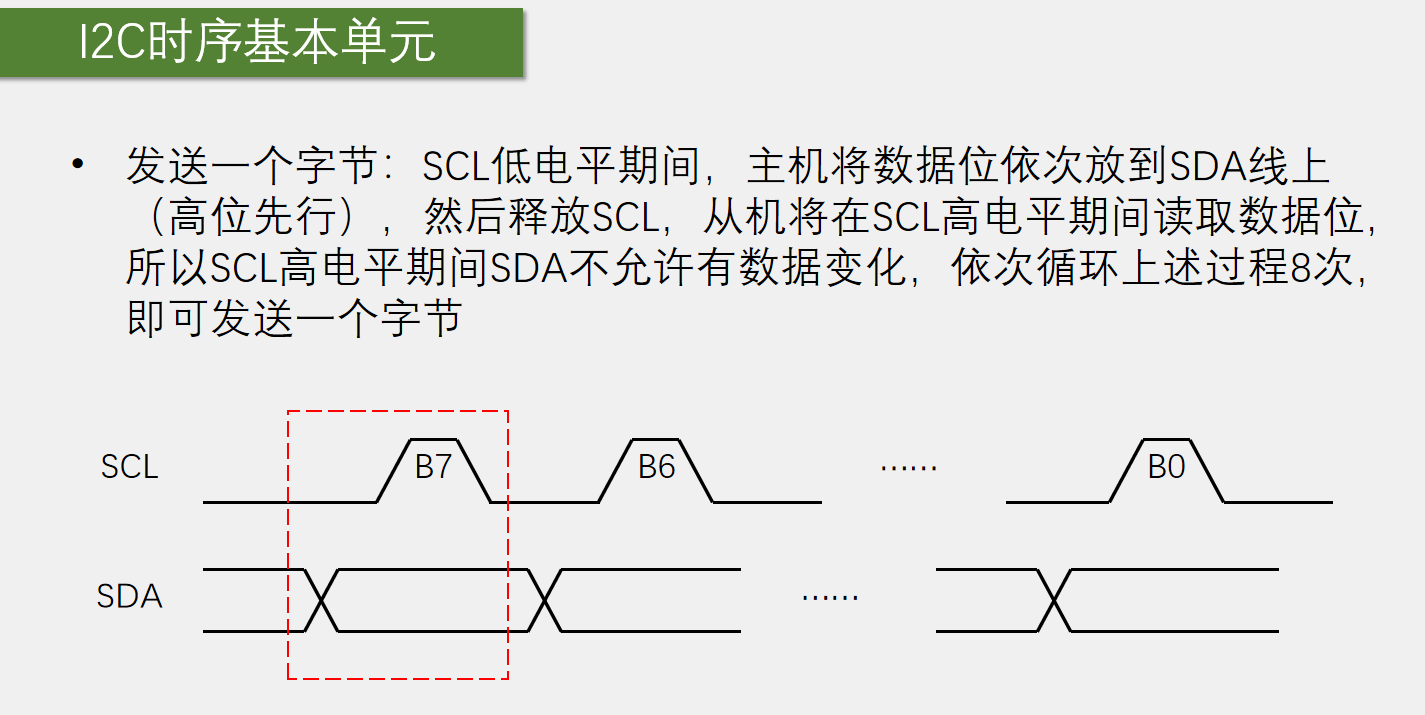 I2C时序基本单元
• 发送一个字节：SCL低电平期间，主机将数据位依次放到SDA线上
（高位先行），然后释放SCL，从机将在SCL高电平期间读取数据位，
所以SCL高电平期间SDA不允许有数据变化，依次循环上述过程8次，
即可发送一个字节
SCL B7 B6 …… B0
SDA ……